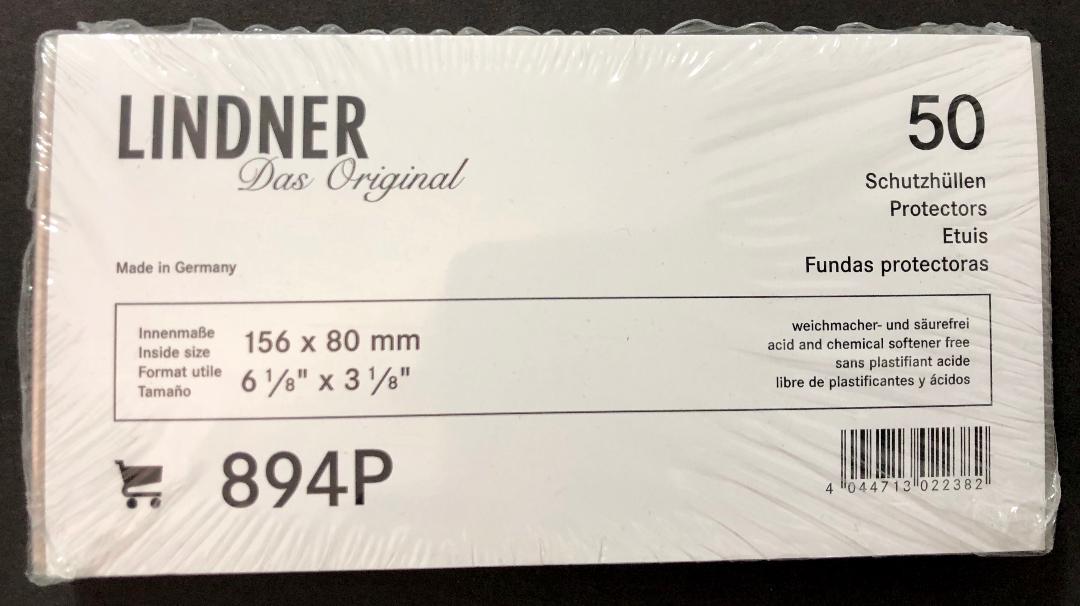 LINDNER
Das Original
50
Schutzhüllen
Protectors
Etuis
Fundas protectoras
Made in Germany
Innenmaße
Inside size
Format utile
Tamaño
156 x 80 mm
6 1/8" x 3 1/8"
weichmacher- und säurefrei
acid and chemical softener free
sans plastifiant acide
libre de plastificantes y ácidos
894P
4 044713 022382